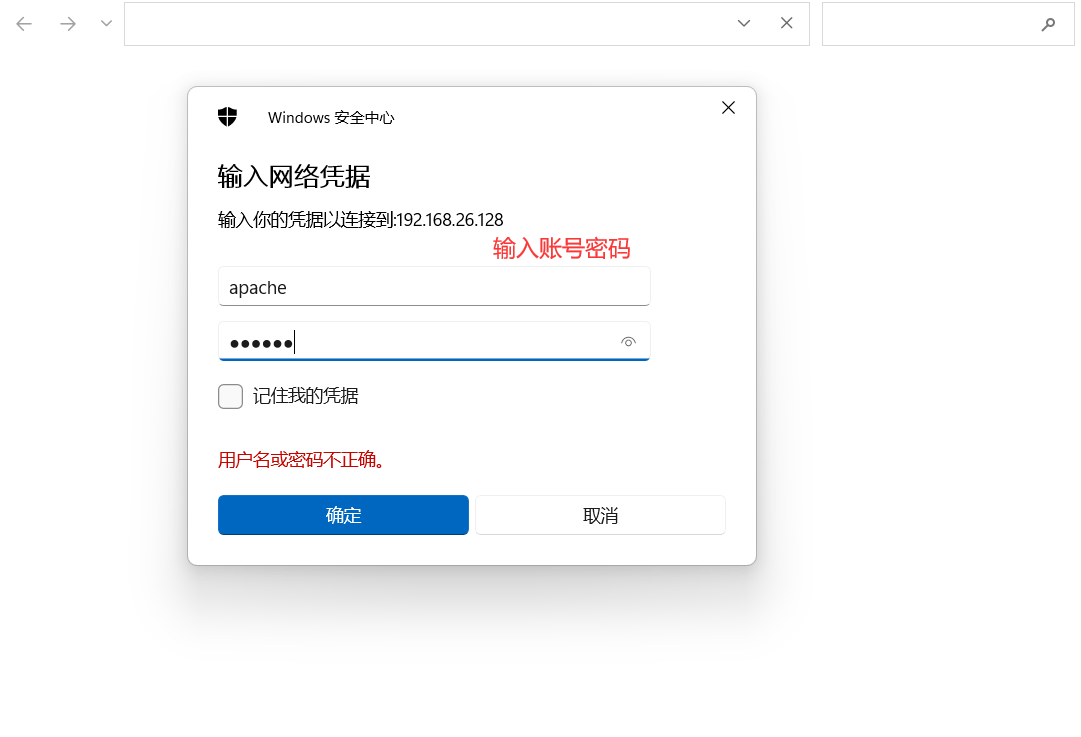 Windows 安全中心
输入网络凭据
输入你的凭据以连接到:192.168.26.128
输入账号密码
apache
●●●●●●
记住我的凭据
用户名或密码不正确。
确定 取消